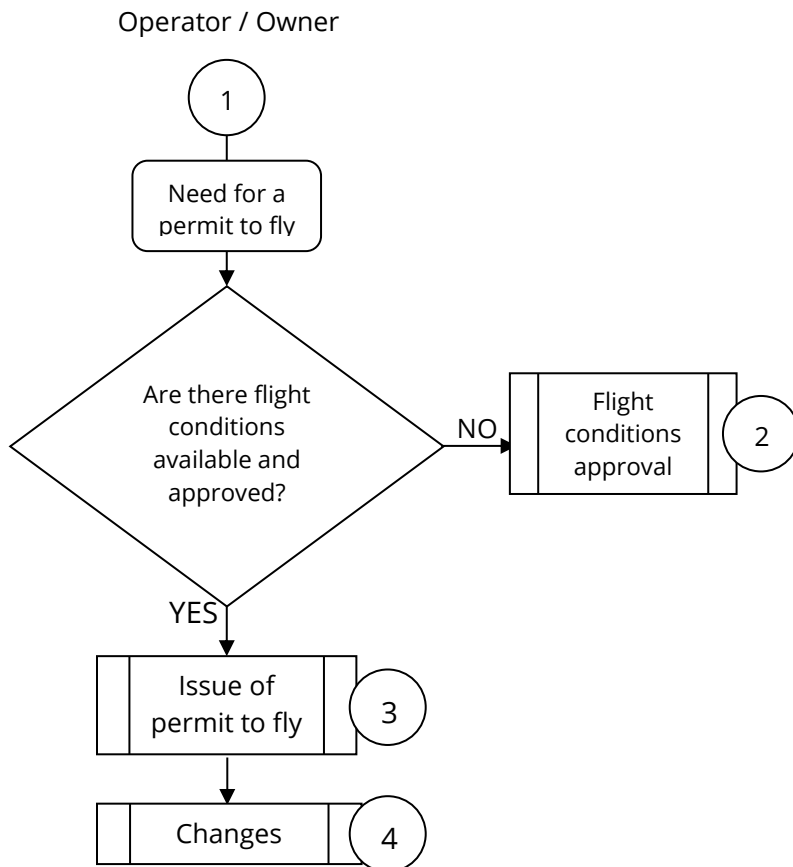 Operator / Owner
1
Need for a
permit to fly
Are there flight
conditions
available and
approved?
NO
Flight
conditions
approval
2
YES
Issue of
permit to fly
3
Changes
4